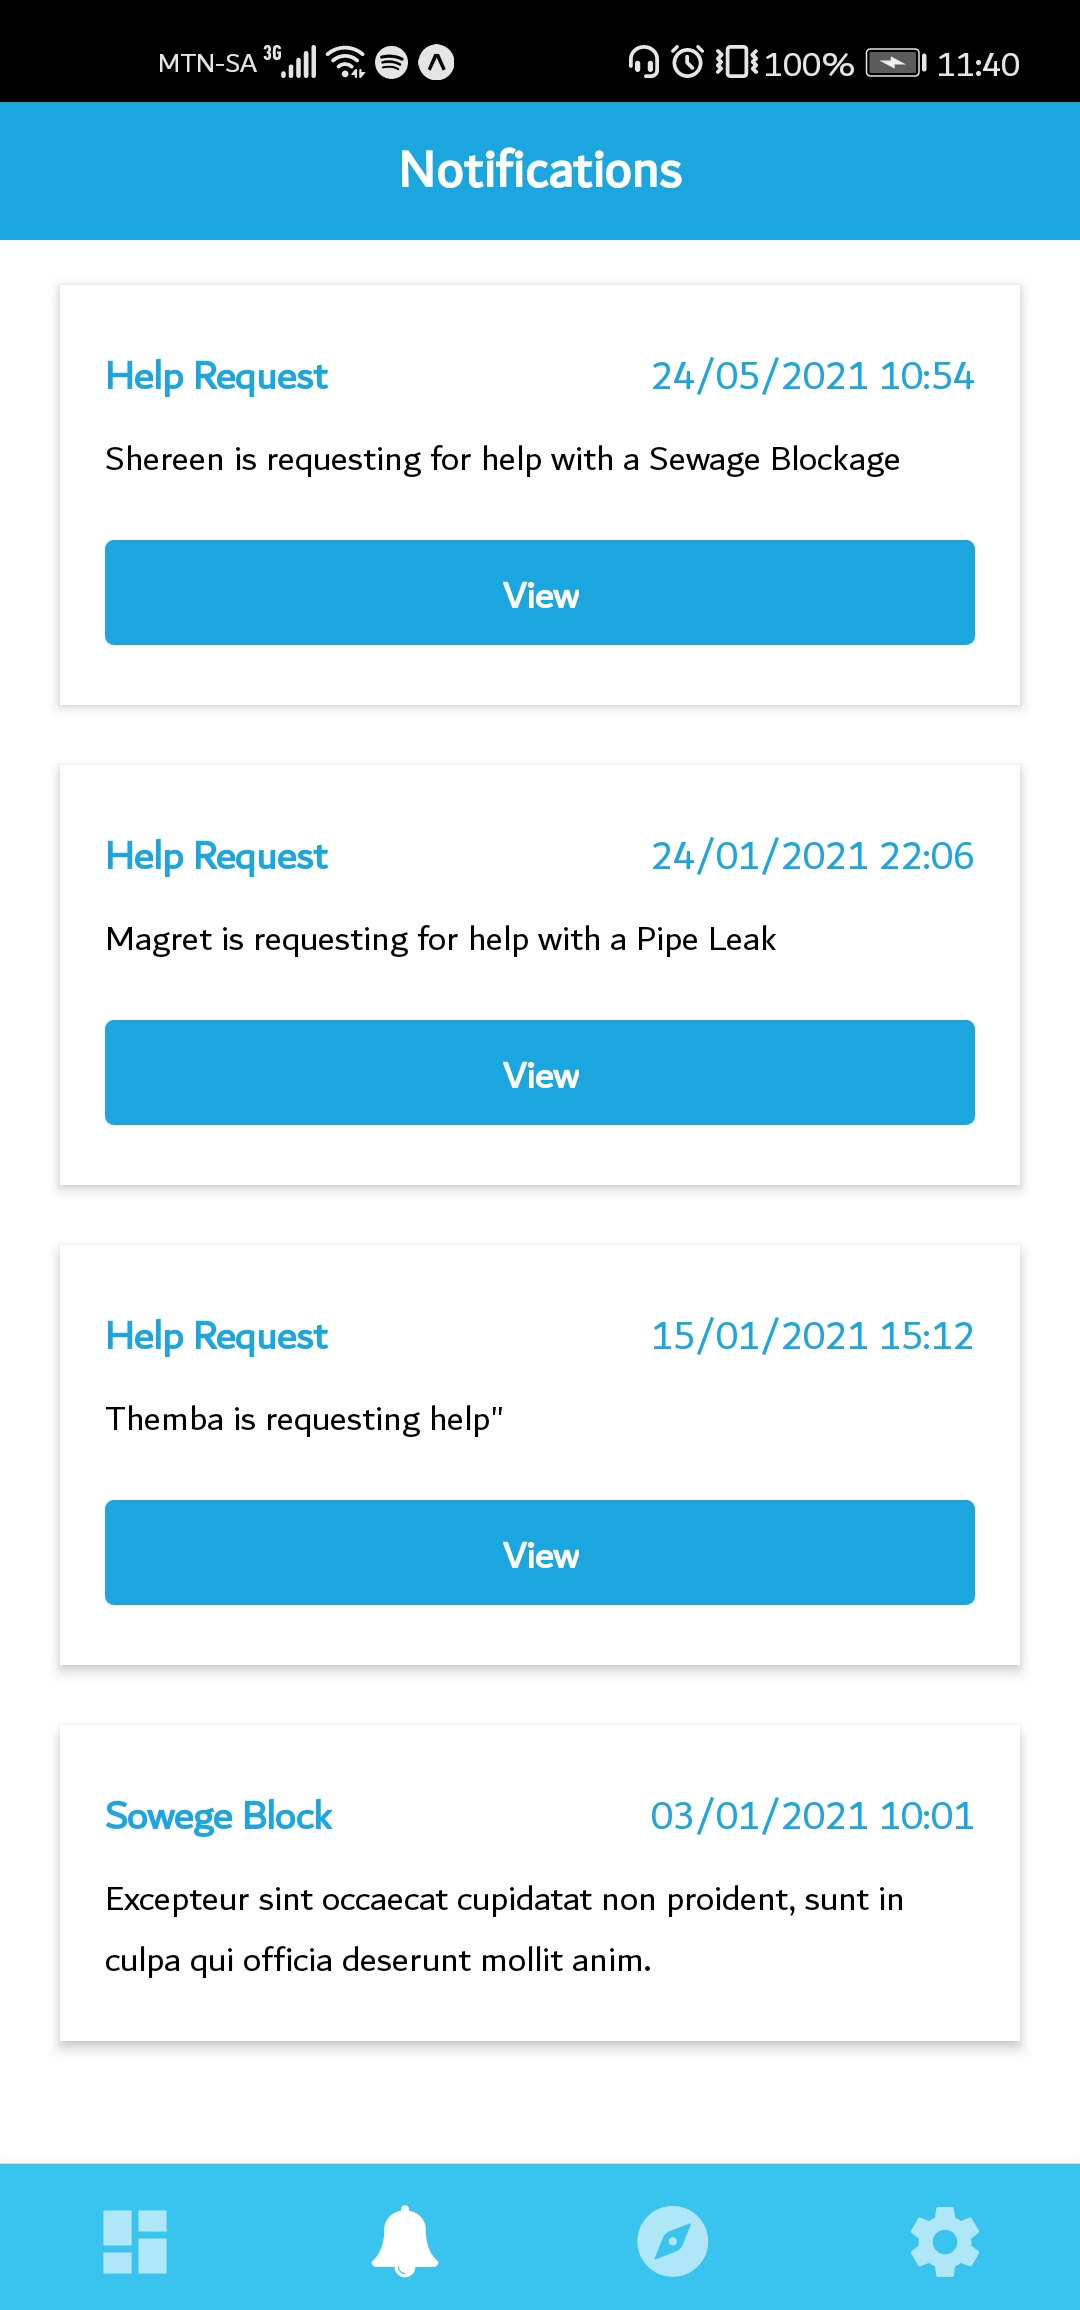 MTN-SA 3G 100% 11:40
Notifications
Help Request 24/05/2021 10:54
Shereen is requesting for help with a Sewage Blockage
View
Help Request 24/01/2021 22:06
Magret is requesting for help with a Pipe Leak
View
Help Request 15/01/2021 15:12
Themba is requesting help"
View
Sowege Block 03/01/2021 10:01
Excepteur sint occaecat cupidatat non proident, sunt in
culpa qui officia deserunt mollit anim.